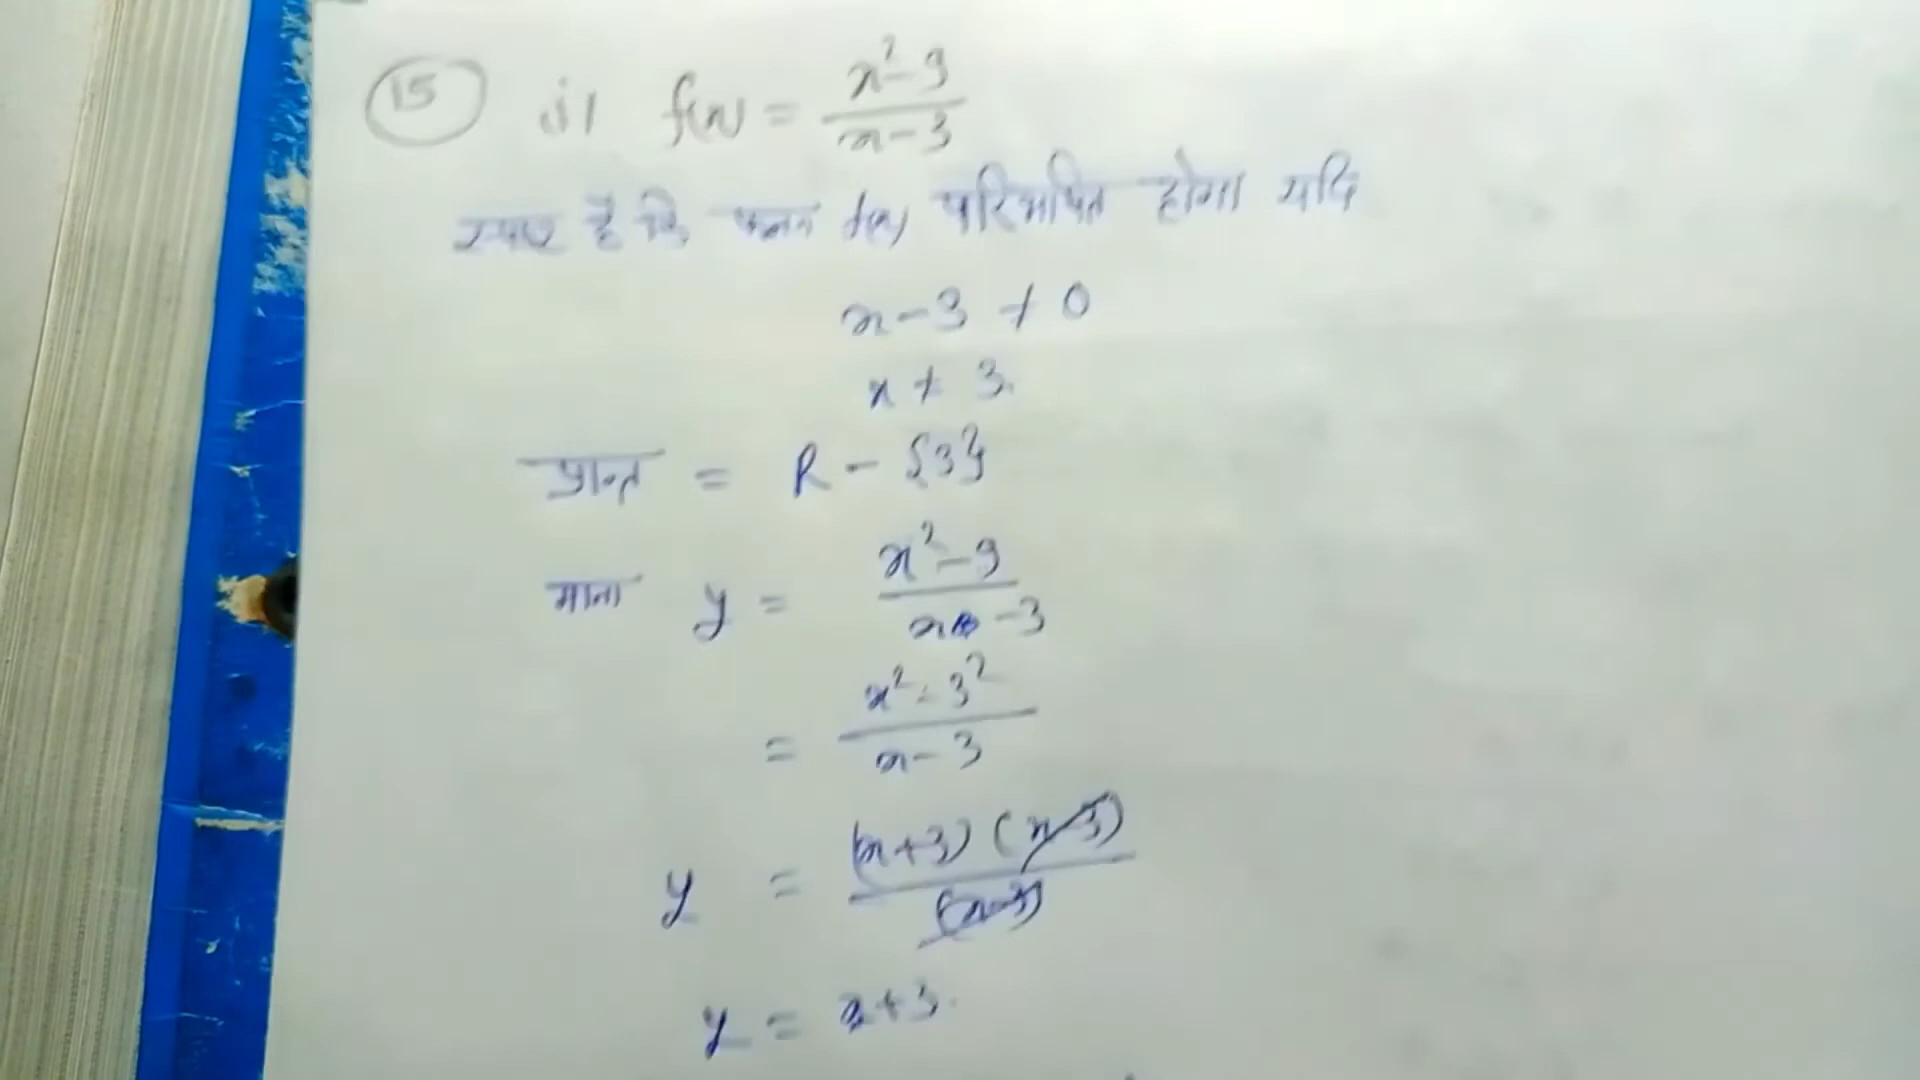 15 ii) f(x) = x² - 9 / x - 3
स्पष्ट है कि फलन f(x) परिभाषित होगा यदि
x - 3 ≠ 0
x ≠ 3.
प्रान्त = R - {3}
माना y = x² - 9 / x - 3
= x² - 3² / x - 3
y = (x+3) (x-3) / (x-3)
y = x+3.